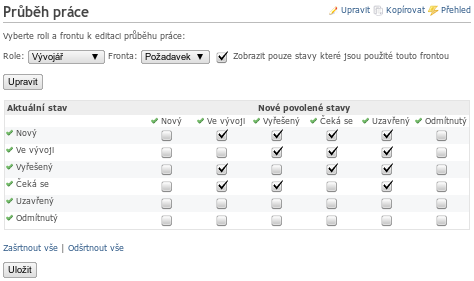 Průběh práce
Upravit Kopírovat Přehled
Vyberte roli a frontu k editaci průběhu práce:
Role: Vývojář Fronta: Požadavek Zobrazit pouze stavy které jsou použité touto frontou
Upravit
Aktuální stav Nové povolené stavy
Nový Ve vývoji Vyřešený Čeká se Uzavřený Odmítnutý
Nový
Ve vývoji
Vyřešený
Čeká se
Uzavřený
Odmítnutý
Zašrtnout vše | Odšrtnout vše
Uložit